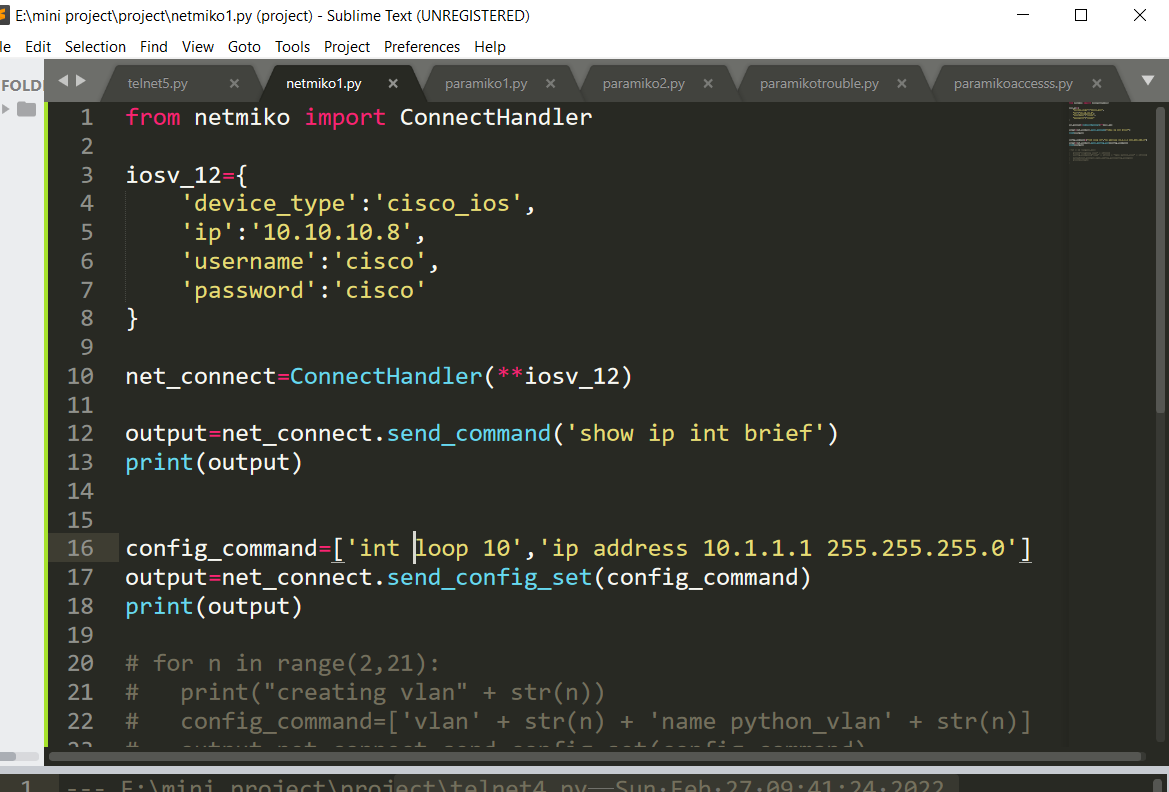 E:\mini project\project\netmiko1.py (project) - Sublime Text (UNREGISTERED)
le Edit Selection Find View Goto Tools Project Preferences Help
FOLD
telnet5.py × netmiko1.py × paramiko1.py × paramiko2.py × paramikotrouble.py × paramikoaccesss.py ×
1 from netmiko import ConnectHandler
2
3 iosv_12={
4     'device_type':'cisco_ios',
5     'ip':'10.10.10.8',
6     'username':'cisco',
7     'password':'cisco'
8 }
9
10 net_connect=ConnectHandler(**iosv_12)
11
12 output=net_connect.send_command('show ip int brief')
13 print(output)
14
15
16 config_command=['int loop 10','ip address 10.1.1.1 255.255.255.0']
17 output=net_connect.send_config_set(config_command)
18 print(output)
19
20 # for n in range(2,21):
21 #   print("creating vlan" + str(n))
22 #   config_command=['vlan' + str(n) + 'name python_vlan' + str(n)]
23 #   output=net_connect.send_config_set(config_command)
1 --- E:\mini project\project\telnet4.py—Sun·Feb·27·09:41:24·2022